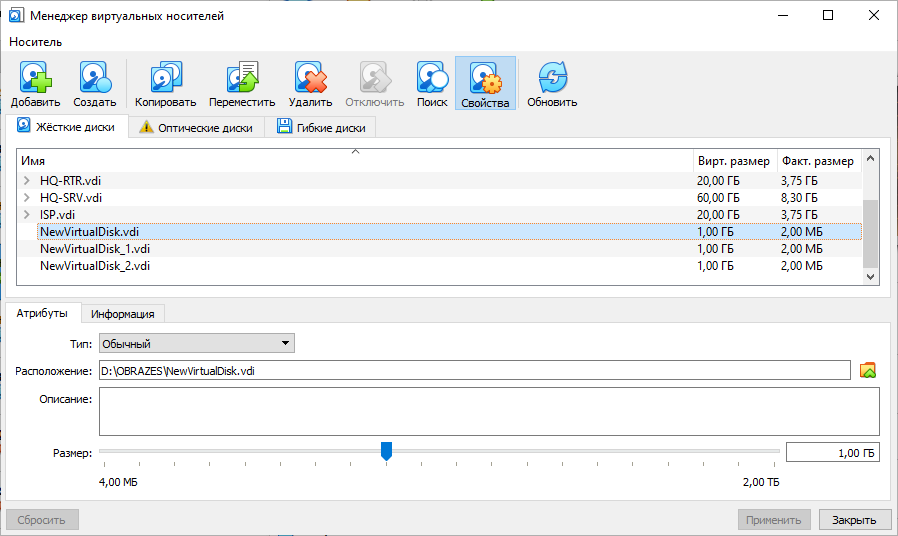 Менеджер виртуальных носителей
Носитель
Добавить Создать Копировать Переместить Удалить Отключить Поиск Свойства Обновить
Жёсткие диски Оптические диски Гибкие диски
Имя Вирт. размер Факт. размер
HQ-RTR.vdi 20,00 ГБ 3,75 ГБ
HQ-SRV.vdi 60,00 ГБ 8,30 ГБ
ISP.vdi 20,00 ГБ 3,75 ГБ
NewVirtualDisk.vdi 1,00 ГБ 2,00 МБ
NewVirtualDisk_1.vdi 1,00 ГБ 2,00 МБ
NewVirtualDisk_2.vdi 1,00 ГБ 2,00 МБ
Атрибуты Информация
Тип: Обычный
Расположение: D:\OBRAZES\NewVirtualDisk.vdi
Описание:
Размер: 1,00 ГБ
4,00 МБ 2,00 ТБ
Сбросить Применить Закрыть